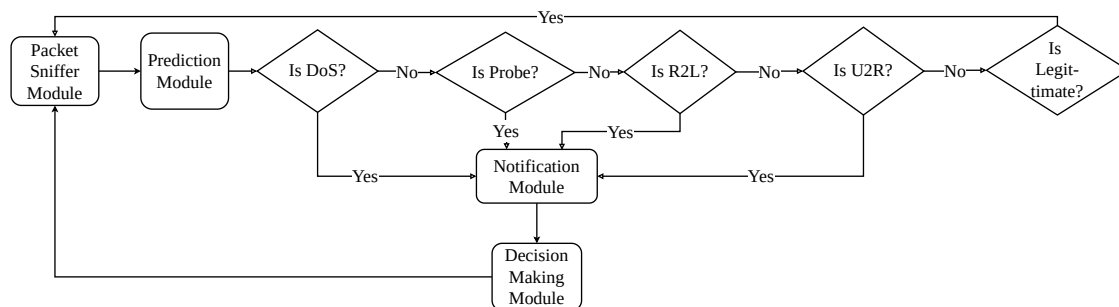 Yes
Packet
Sniffer
Module
Prediction
Module
Is DoS?
No
Is Probe?
No
Is R2L?
No
Is U2R?
No
Is
Legit-
timate?
Yes
Yes
Yes
Yes
Notification
Module
Decision
Making
Module